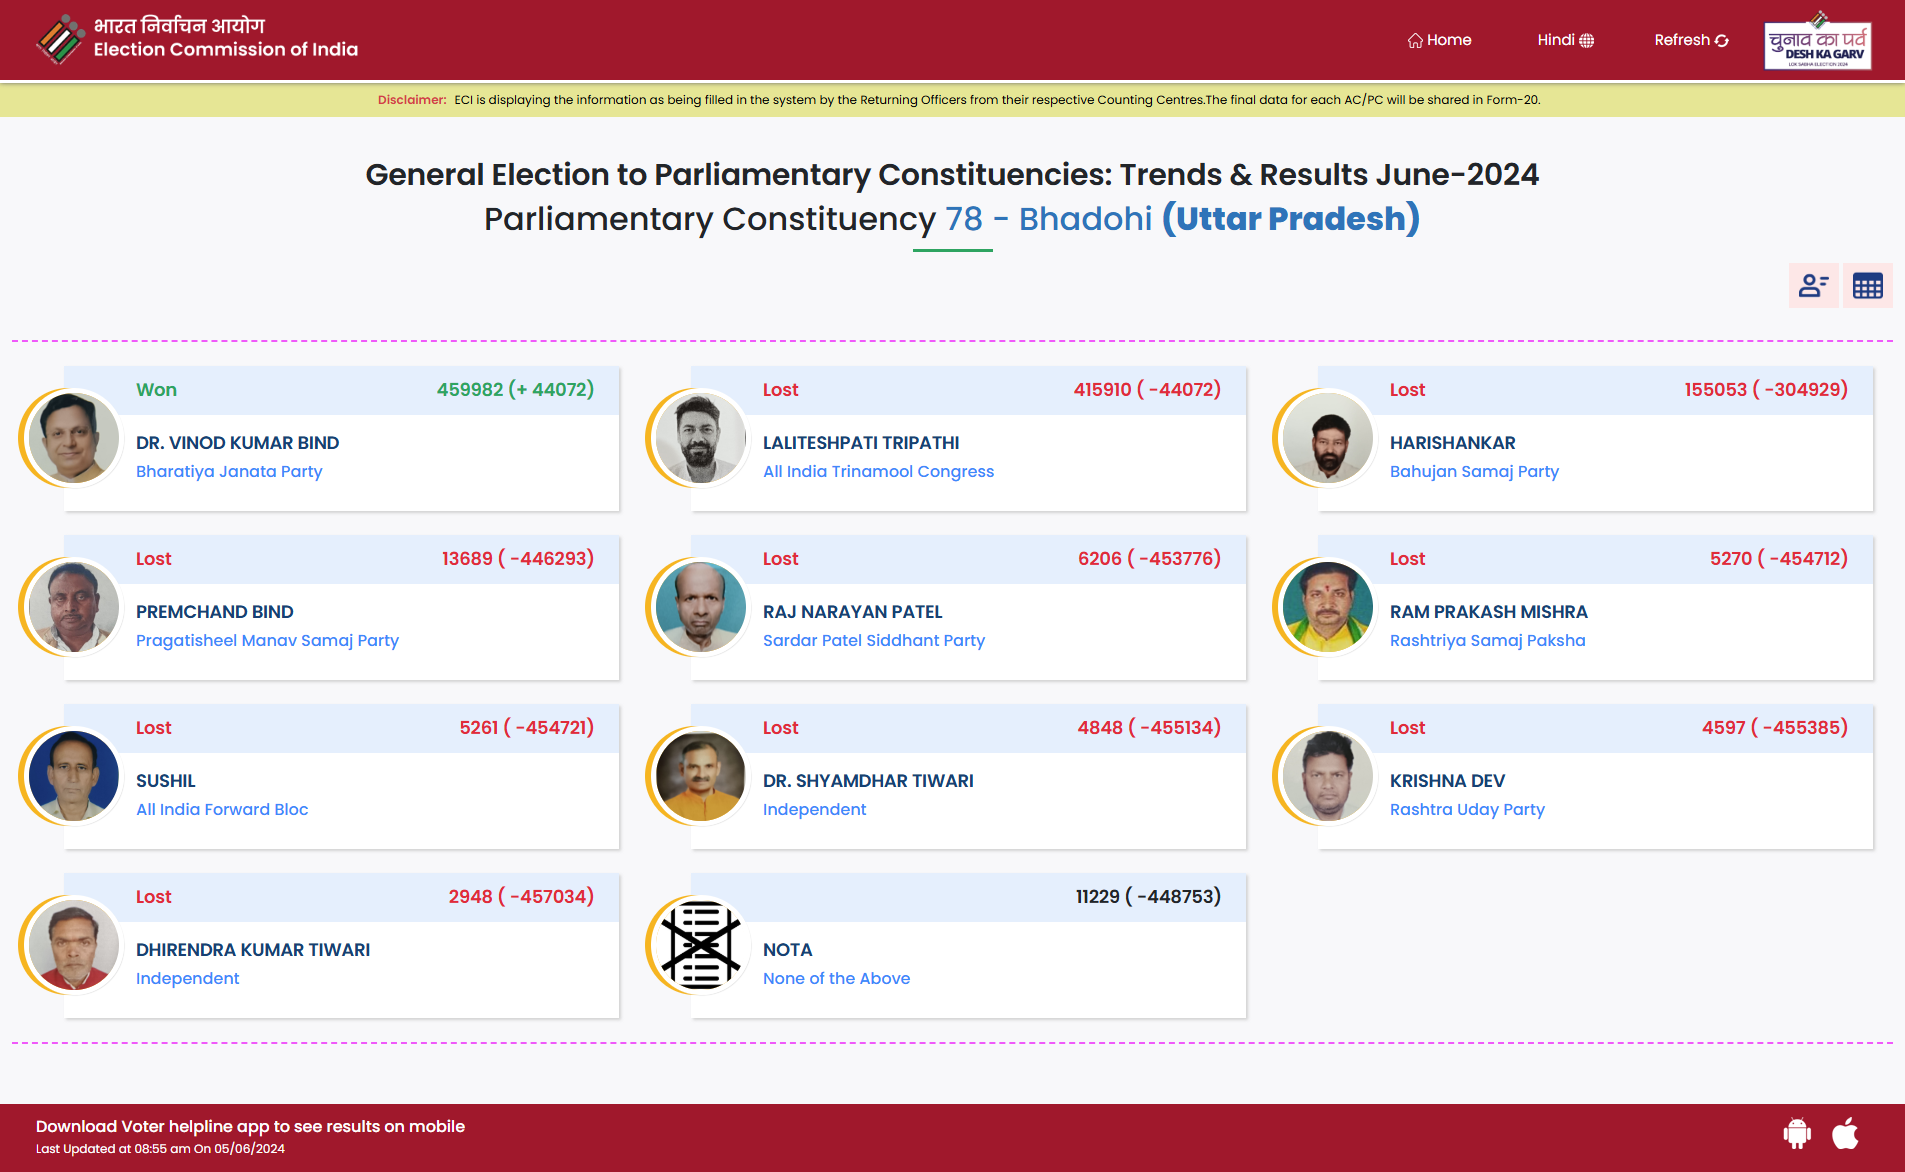 भारत निर्वाचन आयोग
Election Commission of India
Home
Hindi
Refresh
चुनाव का पर्व
DESH KA GARV
LOK SABHA ELECTION 2024
Disclaimer: ECI is displaying the information as being filled in the system by the Returning Officers from their respective Counting Centres.The final data for each AC/PC will be shared in Form-20.
General Election to Parliamentary Constituencies: Trends & Results June-2024
Parliamentary Constituency 78 - Bhadohi (Uttar Pradesh)
Won 459982 (+ 44072)
DR. VINOD KUMAR BIND
Bharatiya Janata Party
Lost 415910 ( -44072)
LALITESHPATI TRIPATHI
All India Trinamool Congress
Lost 155053 ( -304929)
HARISHANKAR
Bahujan Samaj Party
Lost 13689 ( -446293)
PREMCHAND BIND
Pragatisheel Manav Samaj Party
Lost 6206 ( -453776)
RAJ NARAYAN PATEL
Sardar Patel Siddhant Party
Lost 5270 ( -454712)
RAM PRAKASH MISHRA
Rashtriya Samaj Paksha
Lost 5261 ( -454721)
SUSHIL
All India Forward Bloc
Lost 4848 ( -455134)
DR. SHYAMDHAR TIWARI
Independent
Lost 4597 ( -455385)
KRISHNA DEV
Rashtra Uday Party
Lost 2948 ( -457034)
DHIRENDRA KUMAR TIWARI
Independent
11229 ( -448753)
NOTA
None of the Above
Download Voter helpline app to see results on mobile
Last Updated at 08:55 am On 05/06/2024